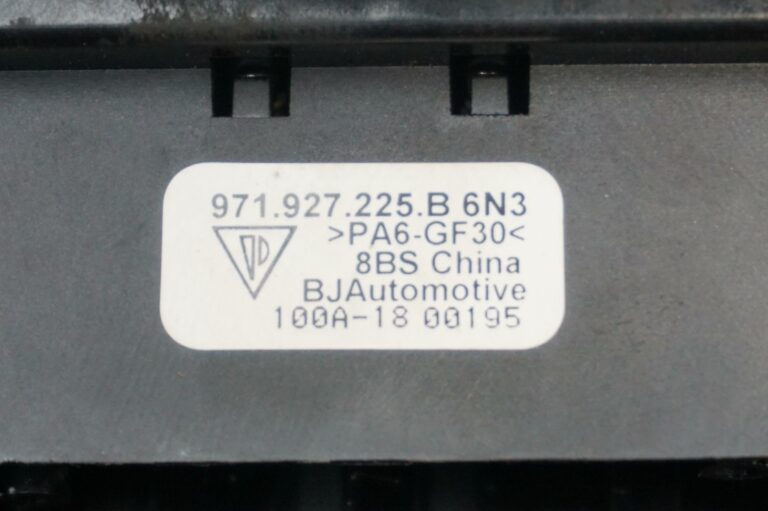 971.927.225.B 6N3
>PA6-GF30<
8BS China
BJAutomotive
100A-18 00195